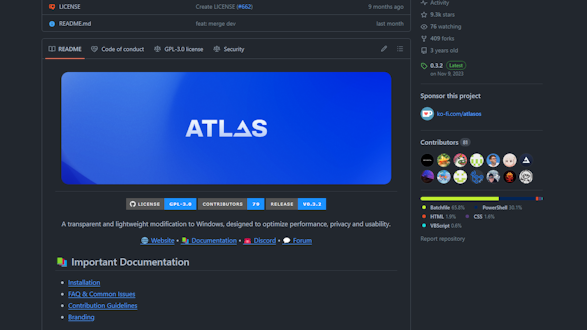 LICENSE Create LICENSE (#662) 9 months ago
README.md feat: merge dev last month
README Code of conduct GPL-3.0 license Security
ATLAS
LICENSE GPL-3.0 CONTRIBUTORS 79 RELEASE V0.3.2
A transparent and lightweight modification to Windows, designed to optimize performance, privacy and usability.
Website • Documentation • Discord • Forum
Important Documentation
Installation
FAQ & Common Issues
Contribution Guidelines
Branding
Activity
9.3k stars
76 watching
409 forks
3 years old
0.3.2 Latest
on Nov 9, 2023
Sponsor this project
ko-fi.com/atlasos
Contributors
Batchfile 65.0% PowerShell 30.1%
HTML 1.9% CSS 1.8%
VBScript 0.6%
Report repository